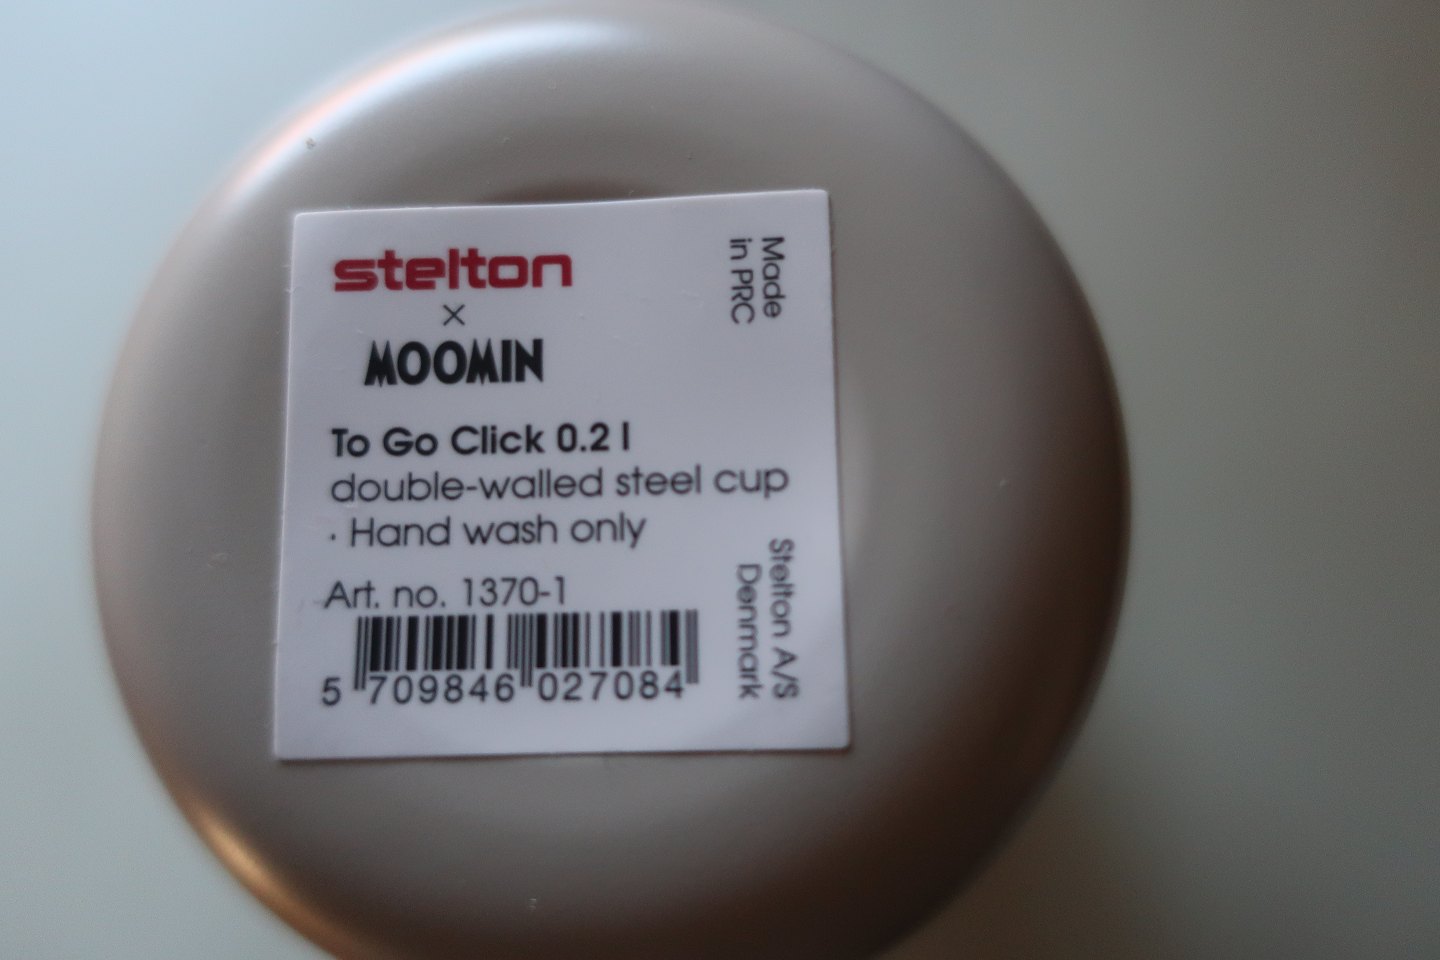 stelton
×
MOOMIN
To Go Click 0.2 l
double-walled steel cup
· Hand wash only
Art. no. 1370-1
5 709846 027084
Made
in PRC
Stelton A/S
Denmark